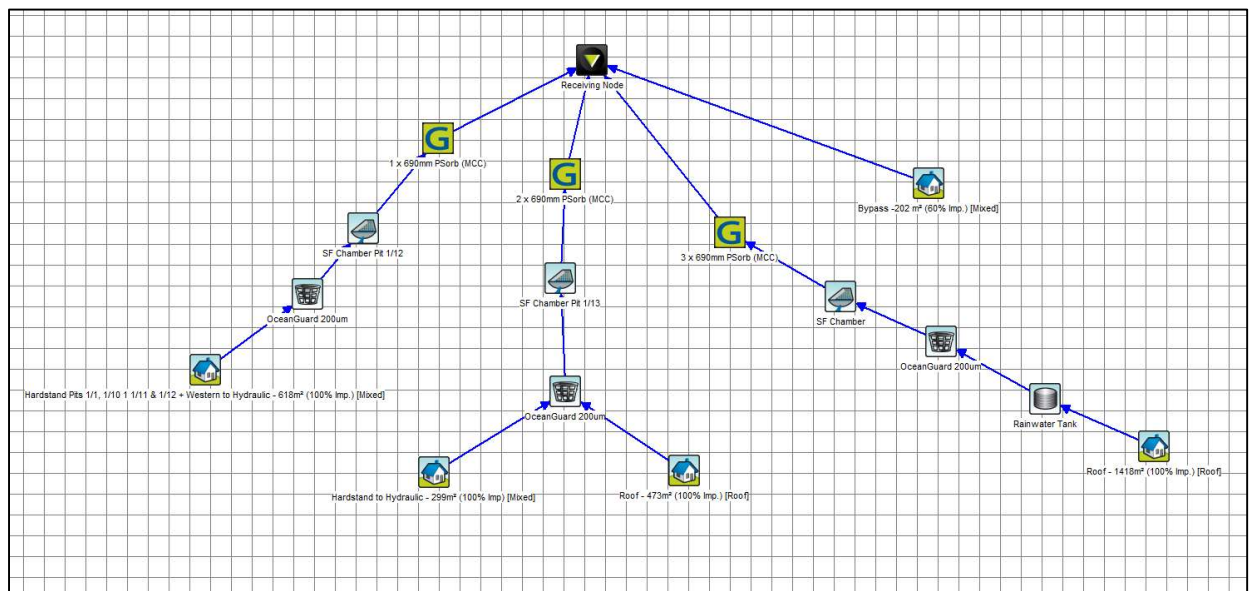 Receiving Node
G
1 x 690mm PSorb (MCC)
G
2 x 690mm PSorb (MCC)
Bypass -202 m² (60% Imp.) [Mixed]
G
3 x 690mm PSorb (MCC)
SF Chamber Pit 1/12
SF Chamber Pit 1/13
OceanGuard 200um
SF Chamber
OceanGuard 200um
Hardstand Pits 1/1, 1/10 1 1/11 & 1/12 + Western to Hydraulic - 618m² (100% Imp.) [Mixed]
OceanGuard 200um
Rainwater Tank
Roof - 1418m² (100% Imp.) [Roof]
Hardstand to Hydraulic - 299m² (100% Imp) [Mixed]
Roof - 473m² (100% Imp.) [Roof]